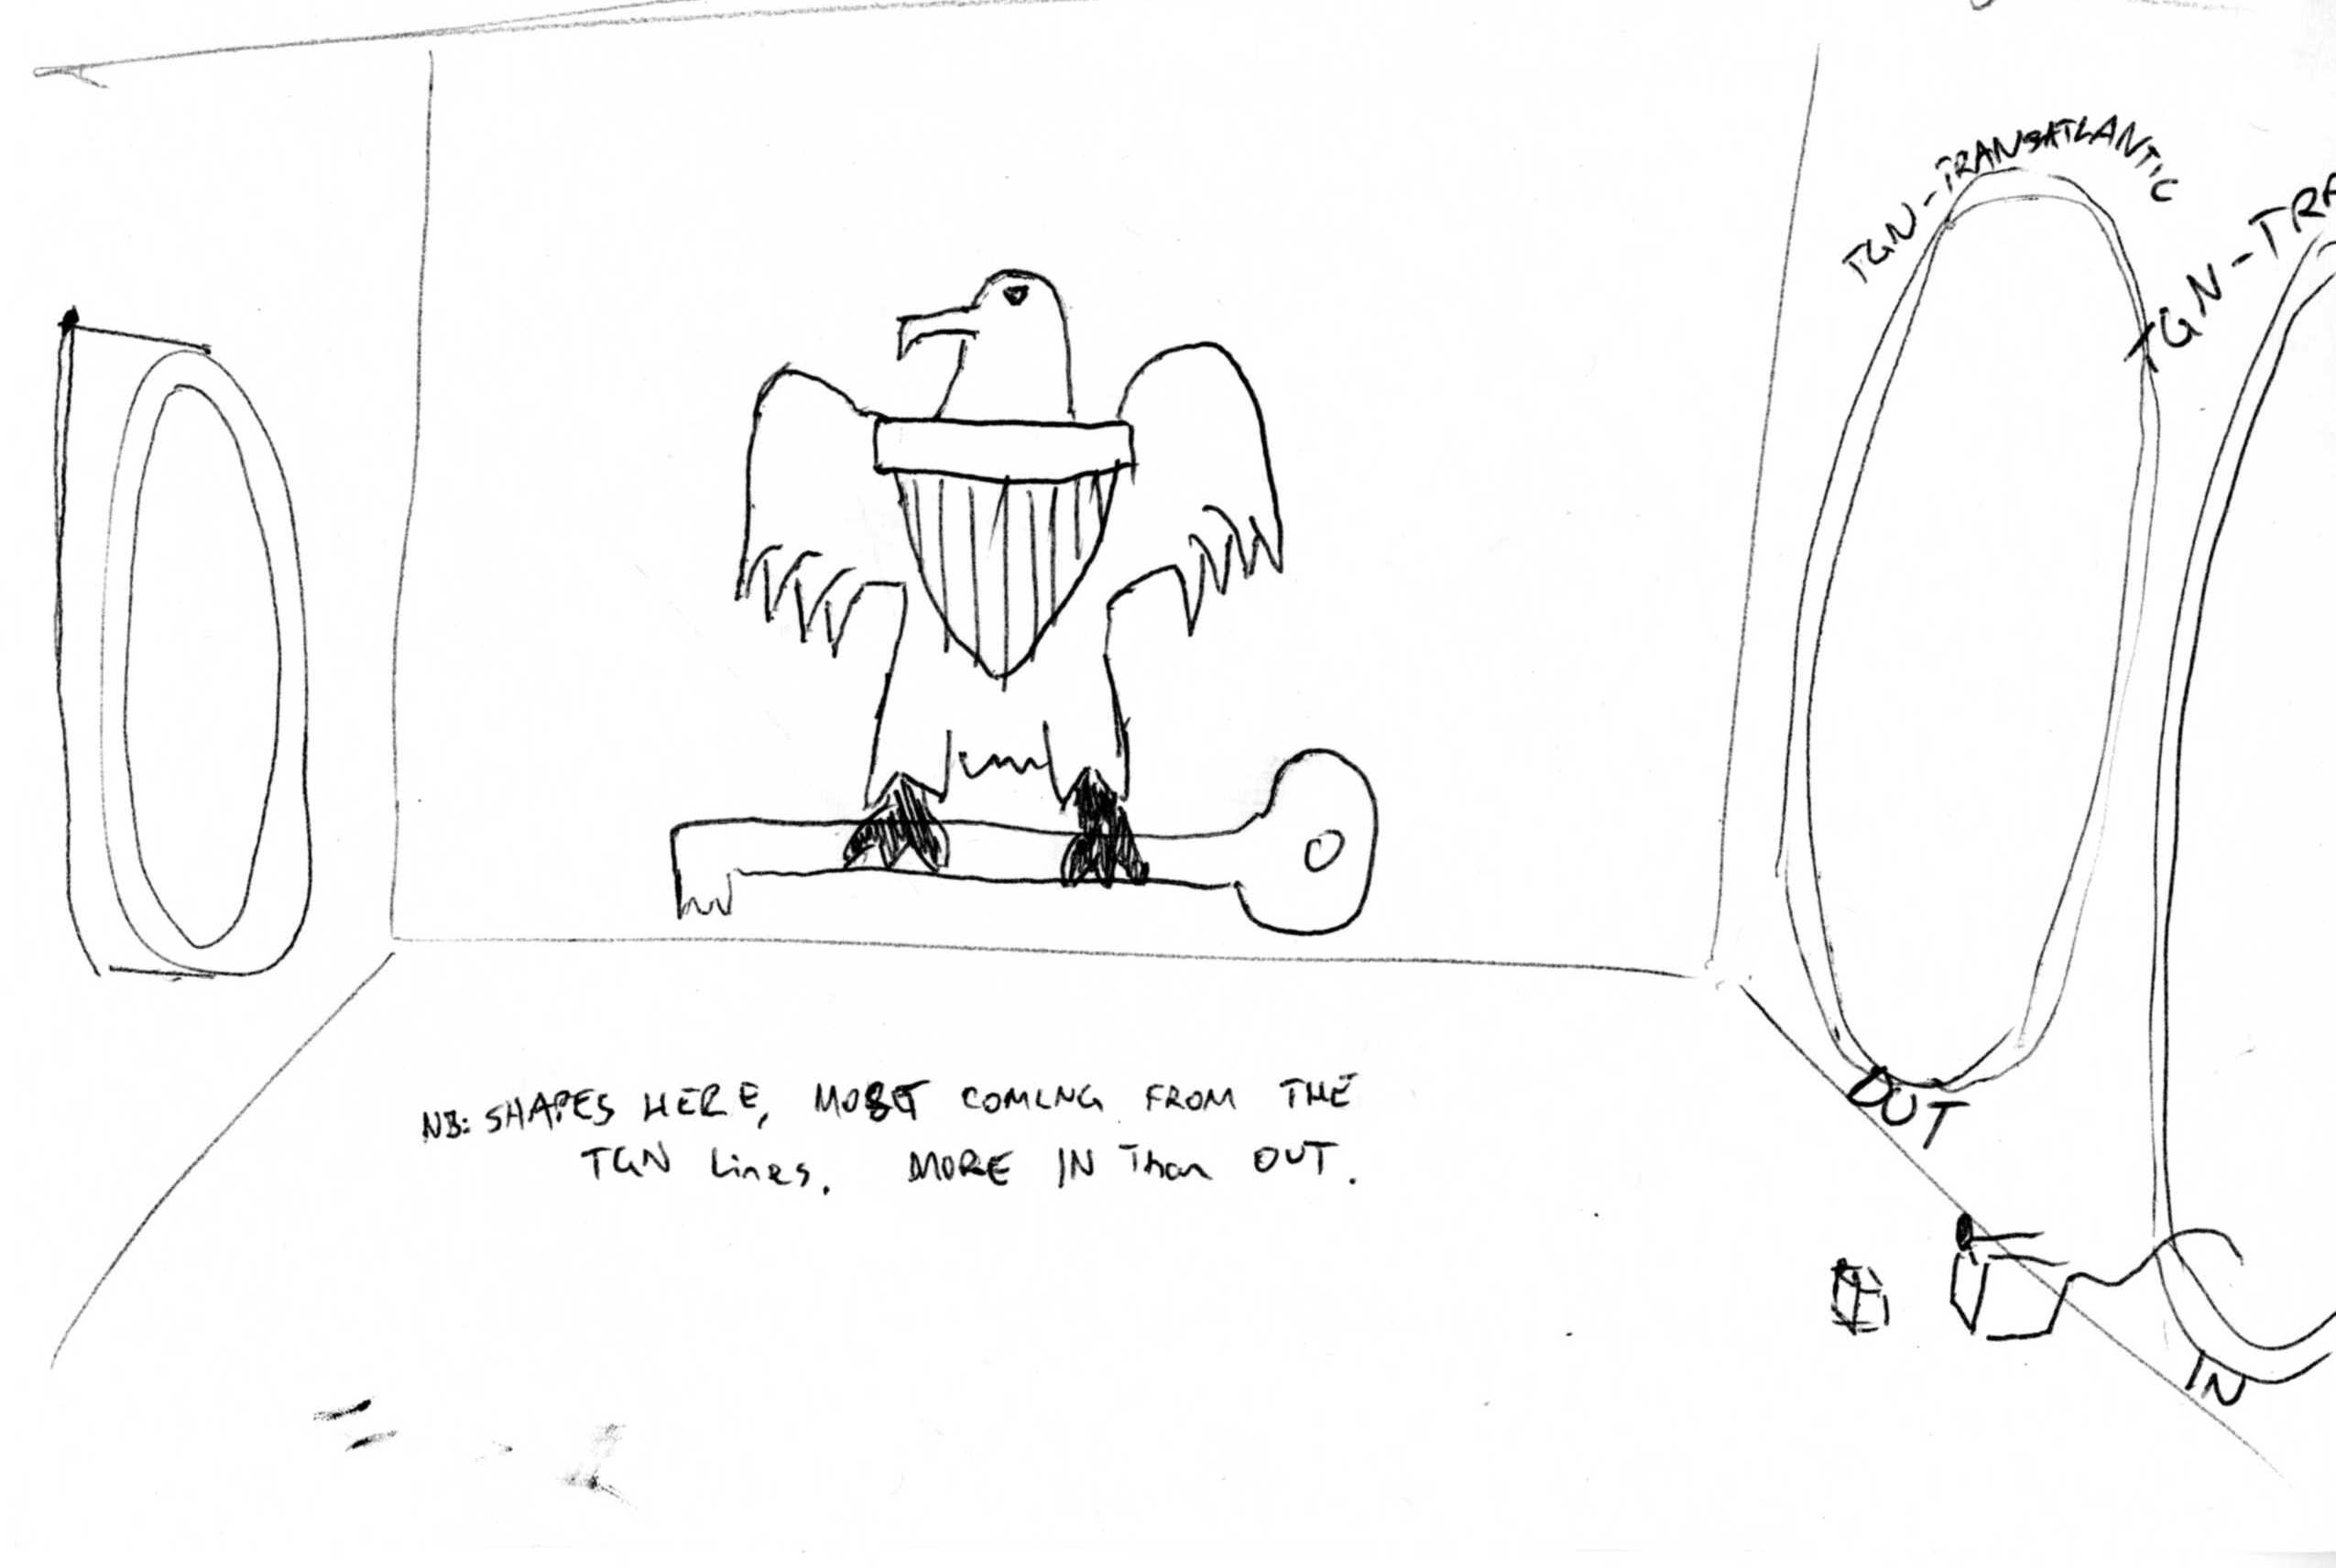 TGN-TRANSATLANTIC
TGN-TRA
NB: SHAPES HERE, MOST COMING FROM THE
TGN Lines. MORE IN Than OUT.
OUT
IN